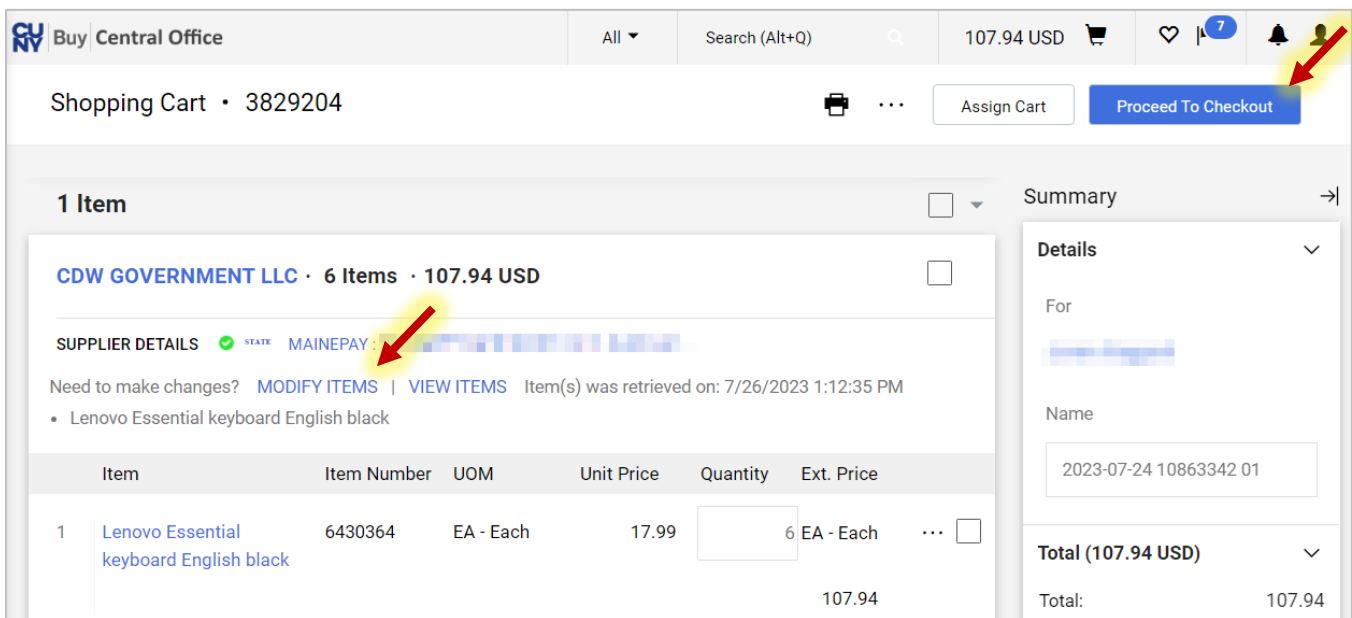 CUNY Buy Central Office All Search (Alt+Q) 107.94 USD 7
Shopping Cart • 3829204 ... Assign Cart Proceed To Checkout
1 Item
CDW GOVERNMENT LLC · 6 Items · 107.94 USD
SUPPLIER DETAILS STATE MAINEPAY :
Need to make changes? MODIFY ITEMS | VIEW ITEMS Item(s) was retrieved on: 7/26/2023 1:12:35 PM
• Lenovo Essential keyboard English black
Item Item Number UOM Unit Price Quantity Ext. Price
1 Lenovo Essential 6430364 EA - Each 17.99 6 EA - Each ...
keyboard English black
107.94
Summary
Details
For
Name
2023-07-24 10863342 01
Total (107.94 USD)
Total: 107.94